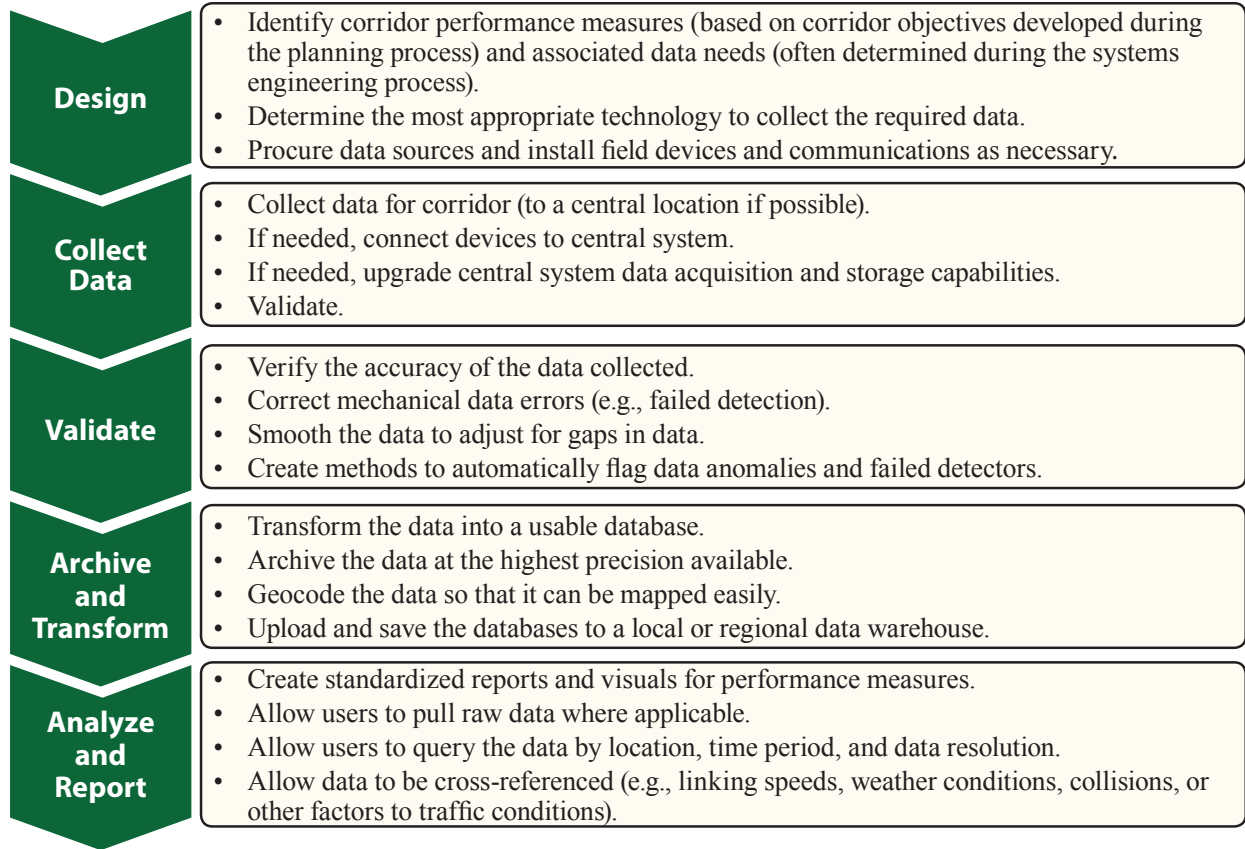 Design
• Identify corridor performance measures (based on corridor objectives developed during
the planning process) and associated data needs (often determined during the systems
engineering process).
• Determine the most appropriate technology to collect the required data.
• Procure data sources and install field devices and communications as necessary.
Collect
Data
• Collect data for corridor (to a central location if possible).
• If needed, connect devices to central system.
• If needed, upgrade central system data acquisition and storage capabilities.
• Validate.
Validate
• Verify the accuracy of the data collected.
• Correct mechanical data errors (e.g., failed detection).
• Smooth the data to adjust for gaps in data.
• Create methods to automatically flag data anomalies and failed detectors.
Archive
and
Transform
• Transform the data into a usable database.
• Archive the data at the highest precision available.
• Geocode the data so that it can be mapped easily.
• Upload and save the databases to a local or regional data warehouse.
Analyze
and
Report
• Create standardized reports and visuals for performance measures.
• Allow users to pull raw data where applicable.
• Allow users to query the data by location, time period, and data resolution.
• Allow data to be cross-referenced (e.g., linking speeds, weather conditions, collisions, or
other factors to traffic conditions).